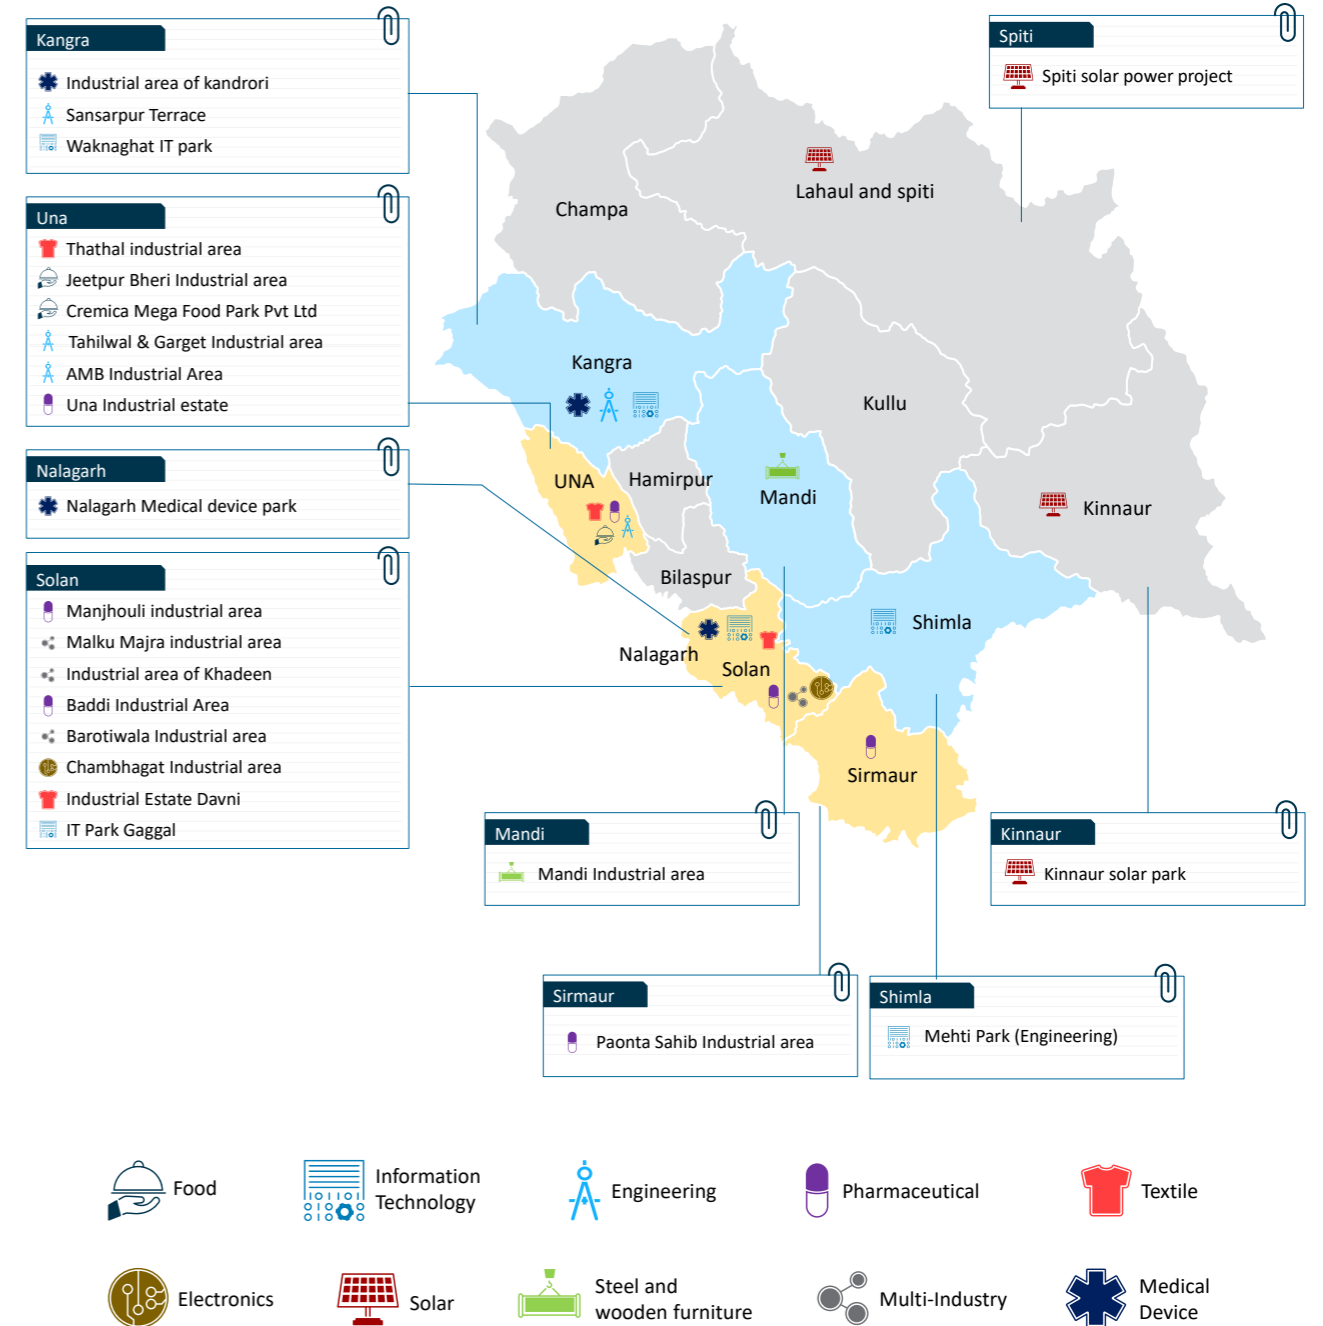 Kangra
Industrial area of kandrori
Sansarpur Terrace
Waknaghat IT park
Spiti
Spiti solar power project
Una
Thathal industrial area
Jeetpur Bheri Industrial area
Cremica Mega Food Park Pvt Ltd
Tahilwal & Garget Industrial area
AMB Industrial Area
Una Industrial estate
Nalagarh
Nalagarh Medical device park
Solan
Manjhouli industrial area
Malku Majra industrial area
Industrial area of Khadeen
Baddi Industrial Area
Barotiwala Industrial area
Chambhagat Industrial area
Industrial Estate Davni
IT Park Gaggal
Champa
Lahaul and spiti
Kangra
Kullu
UNA
Hamirpur
Mandi
Kinnaur
Bilaspur
Shimla
Nalagarh
Solan
Sirmaur
Mandi
Mandi Industrial area
Kinnaur
Kinnaur solar park
Sirmaur
Paonta Sahib Industrial area
Shimla
Mehti Park (Engineering)
Food
Information
Technology
Engineering
Pharmaceutical
Textile
Electronics
Solar
Steel and
wooden furniture
Multi-Industry
Medical
Device